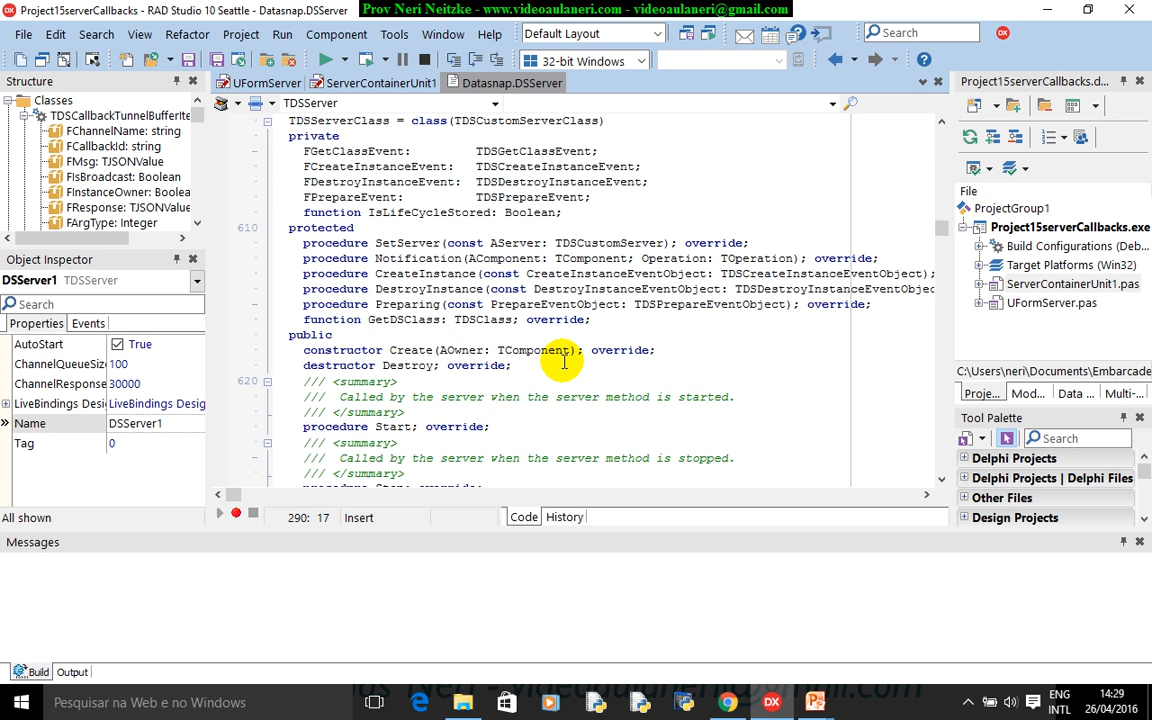 Project15serverCallbacks - RAD Studio 10 Seattle - Datasnap.DSServer
Prov Neri Neitzke - www.videoaulaneri.com - videoaulaneri@gmail.com
File Edit Search View Refactor Project Run Component Tools Window Help
Default Layout
Search
32-bit Windows
Structure
UFormServer ServerContainerUnit1 Datasnap.DSServer
Project15serverCallbacks.d...
TDSServer
Classes
TDSCallbackTunnelBufferIte
FChannelName: string
FCallbackId: string
FMsg: TJSONValue
FIsBroadcast: Boolean
FInstanceOwner: Boolea
FResponse: TJSONValue
FArgType: Integer
Object Inspector
DSServer1 TDSServer
Search
Properties Events
AutoStart True
ChannelQueueSiz 100
ChannelResponse 30000
LiveBindings Desi LiveBindings Desig
Name DSServer1
Tag 0
All shown
TDSServerClass = class(TDSCustomServerClass)
private
FGetClassEvent: TDSGetClassEvent;
FCreateInstanceEvent: TDSCreateInstanceEvent;
FDestroyInstanceEvent: TDSDestroyInstanceEvent;
FPrepareEvent: TDSPrepareEvent;
function IsLifeCycleStored: Boolean;
610 protected
procedure SetServer(const AServer: TDSCustomServer); override;
procedure Notification(AComponent: TComponent; Operation: TOperation); override;
procedure CreateInstance(const CreateInstanceEventObject: TDSCreateInstanceEventObject);
procedure DestroyInstance(const DestroyInstanceEventObject: TDSDestroyInstanceEventObjec
procedure Preparing(const PrepareEventObject: TDSPrepareEventObject); override;
function GetDSClass: TDSClass; override;
public
constructor Create(AOwner: TComponent); override;
destructor Destroy; override;
620 /// <summary>
/// Called by the server when the server method is started.
/// </summary>
procedure Start; override;
/// <summary>
/// Called by the server when the server method is stopped.
/// </summary>
procedure Stop; override;
290: 17 Insert
Code History
File
ProjectGroup1
Project15serverCallbacks.exe
Build Configurations (Deb...
Target Platforms (Win32)
ServerContainerUnit1.pas
UFormServer.pas
C:\Users\neri\Documents\Embarcade
Proje... Mod... Data ... Multi-...
Tool Palette
Search
Delphi Projects
Delphi Projects | Delphi Files
Other Files
Design Projects
Messages
Build Output
Pesquisar na Web e no Windows
Neri - videoaulaneri@gmail.com
ENG
INTL
14:29
26/04/2016